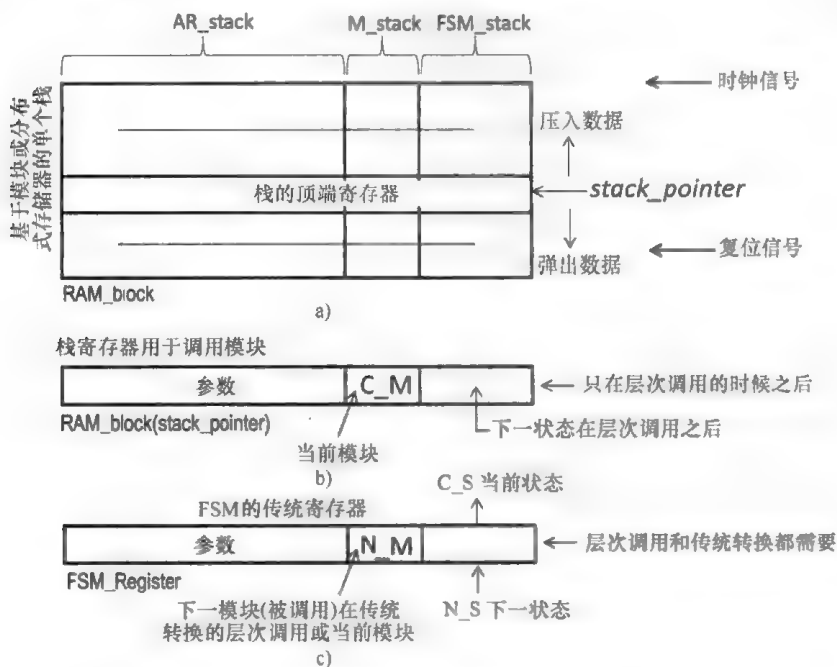 AR_stack
M_stack
FSM_stack
基于模块或分布
式存储器的单个栈
时钟信号
压入数据
栈的顶端寄存器
stack_pointer
弹出数据
复位信号
RAM_block
a)
栈寄存器用于调用模块
参数
C_M
只在层次调用的时候之后
RAM_block(stack_pointer)
下一状态在层次调用之后
当前模块
b)
C_S 当前状态
FSM的传统寄存器
参数
N_M
层次调用和传统转换都需要
FSM_Register
下一模块(被调用)在传统
转换的层次调用或当前模块
N_S 下一状态
c)